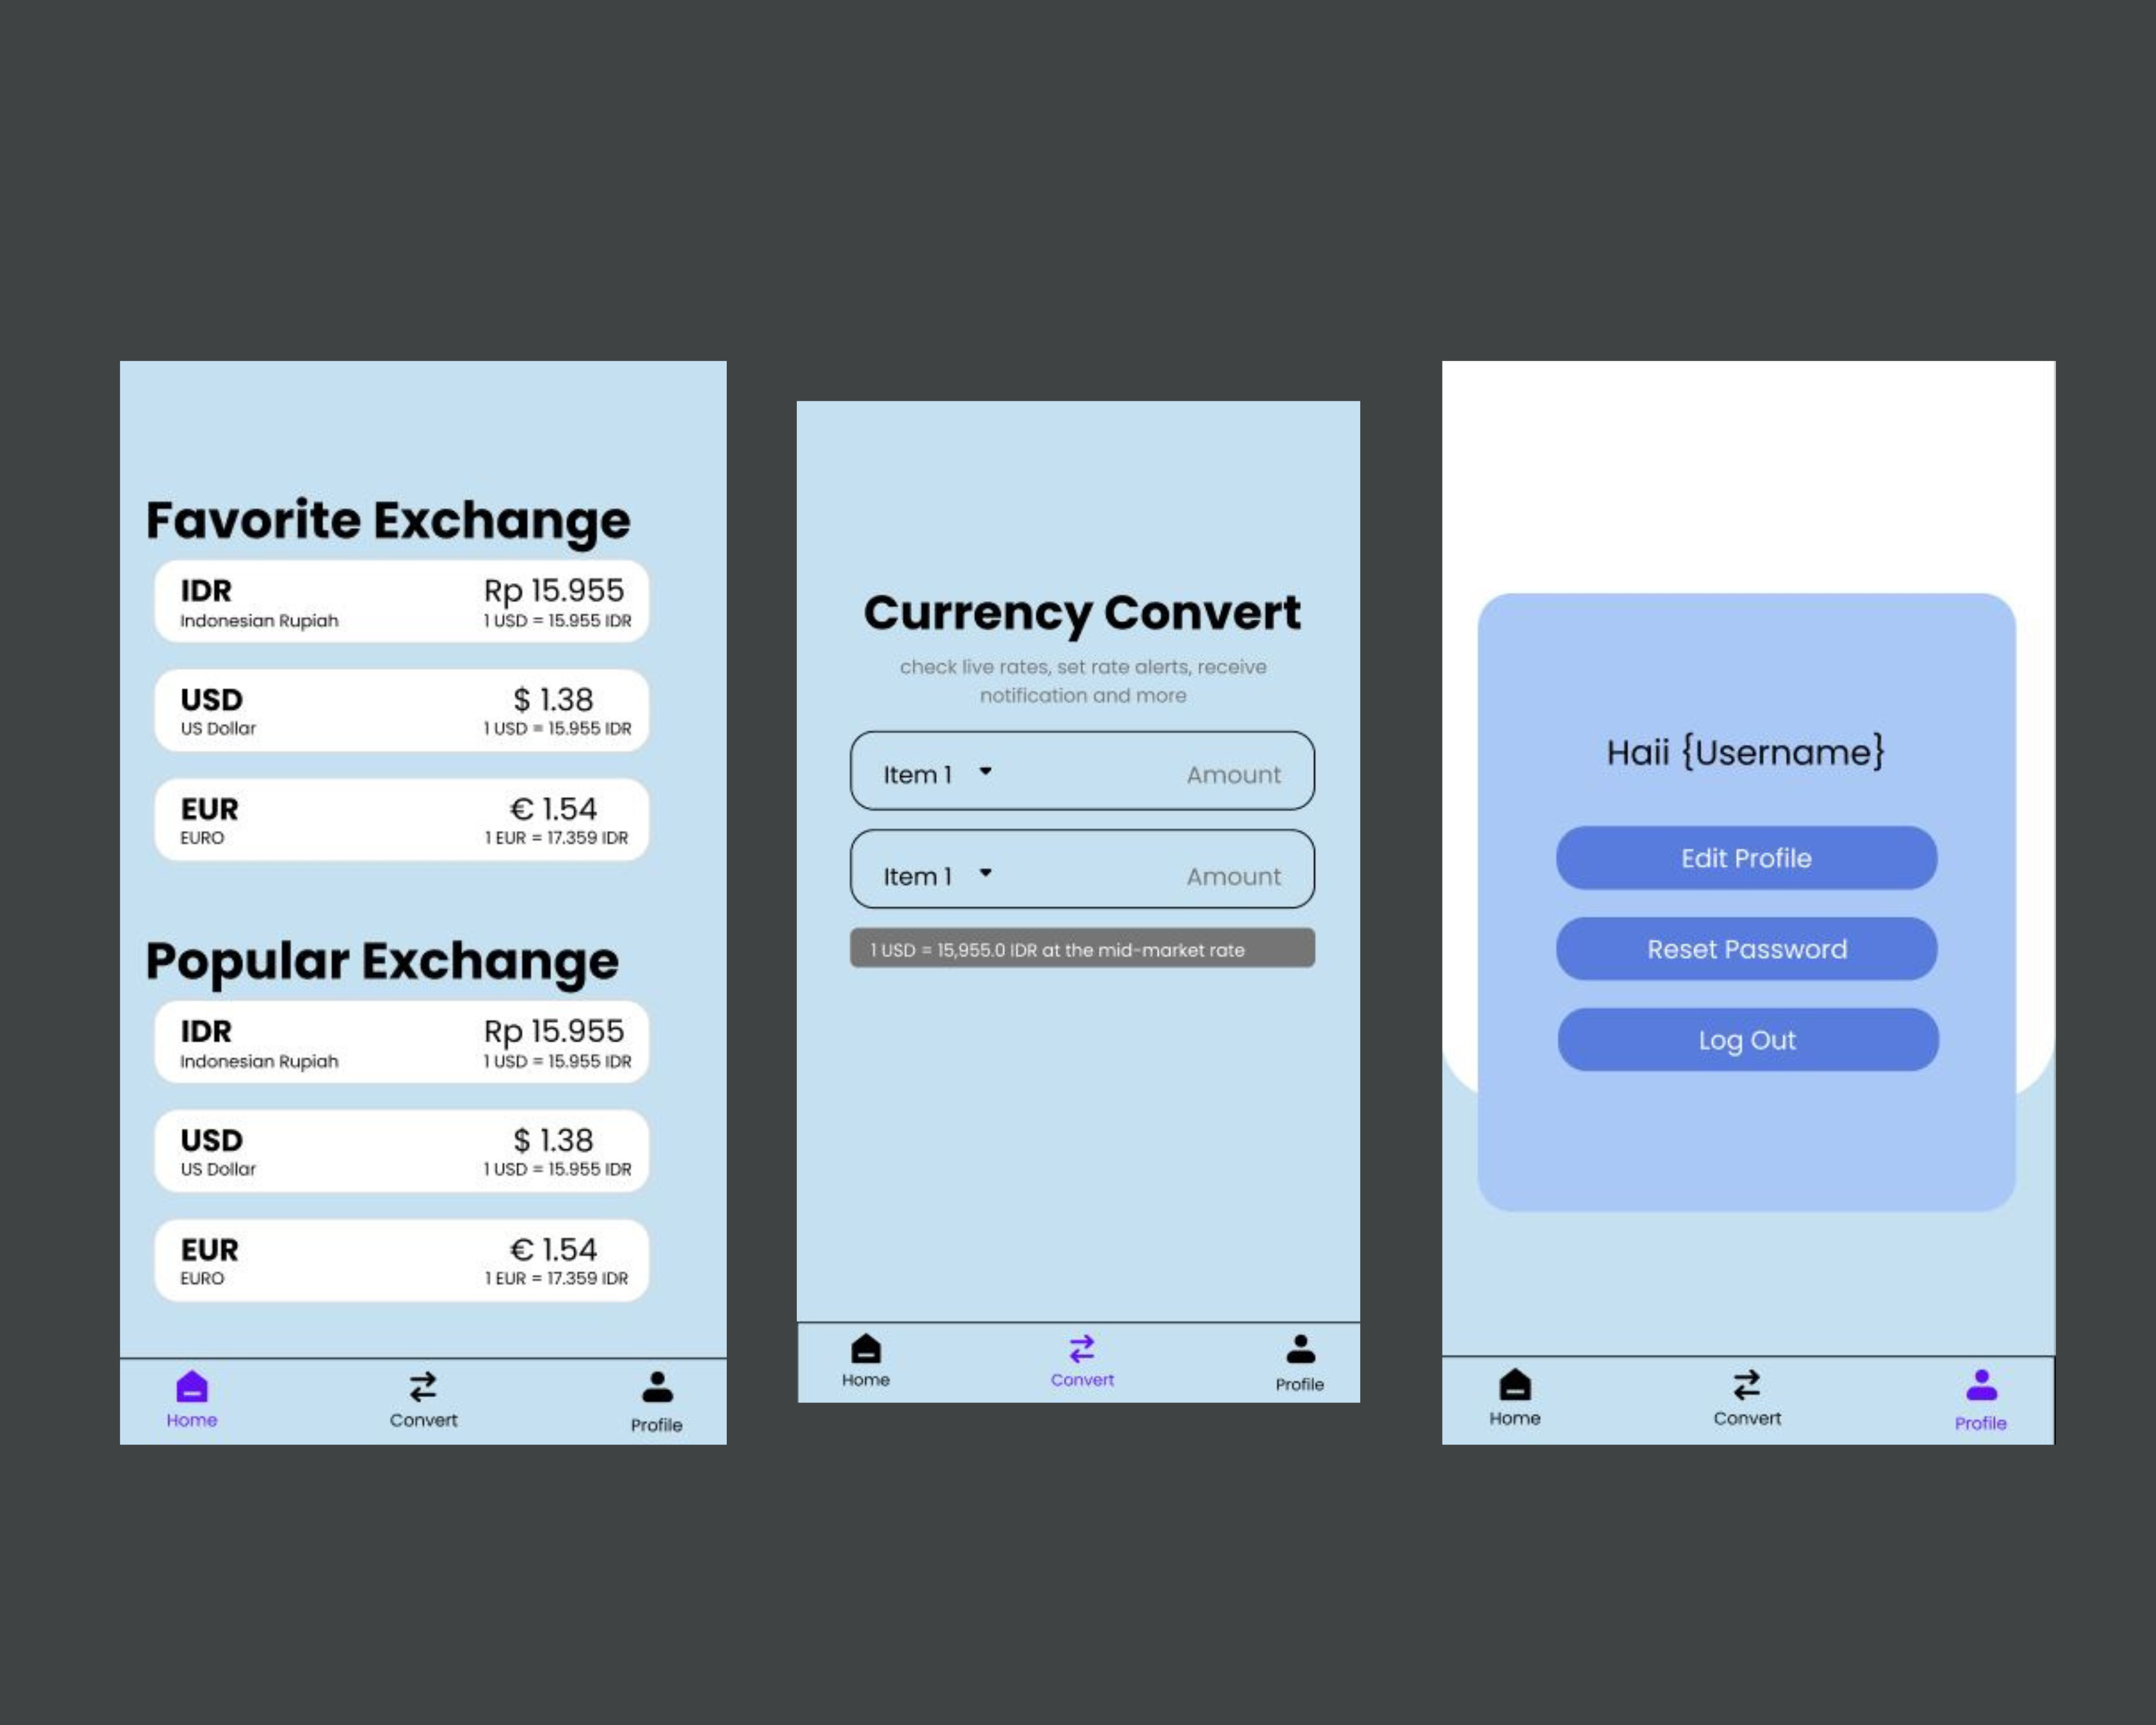 Favorite Exchange
IDR
Indonesian Rupiah
Rp 15.955
1 USD = 15.955 IDR
USD
US Dollar
$ 1.38
1 USD = 15.955 IDR
EUR
EURO
€ 1.54
1 EUR = 17.359 IDR
Popular Exchange
IDR
Indonesian Rupiah
Rp 15.955
1 USD = 15.955 IDR
USD
US Dollar
$ 1.38
1 USD = 15.955 IDR
EUR
EURO
€ 1.54
1 EUR = 17.359 IDR
Home
Convert
Profile
Currency Convert
check live rates, set rate alerts, receive
notification and more
Item 1
Amount
Item 1
Amount
1 USD = 15,955.0 IDR at the mid-market rate
Home
Convert
Profile
Haii {Username}
Edit Profile
Reset Password
Log Out
Home
Convert
Profile